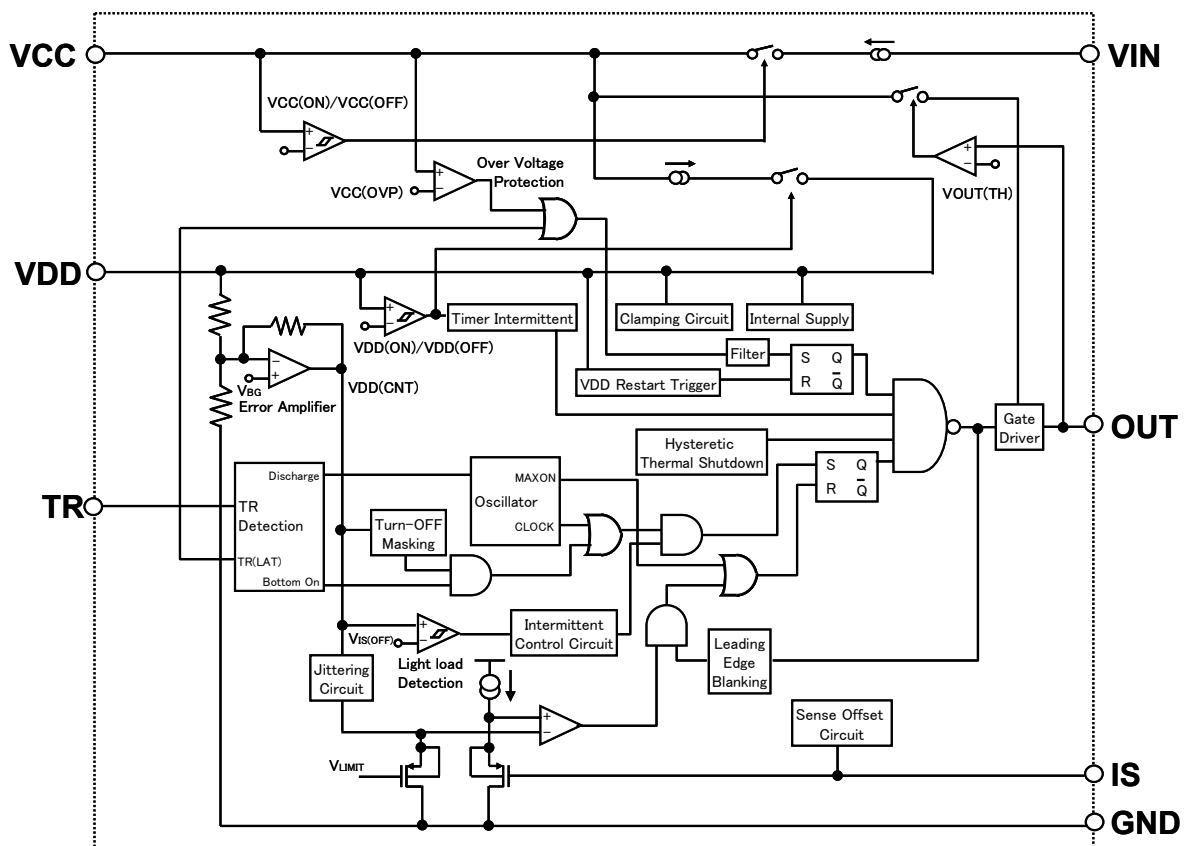 VCC
VIN
VCC(ON)/VCC(OFF)
+
−
+
−
Over Voltage
Protection
VCC(OVP)
+
−
VOUT(TH)
VDD
+
−
Timer Intermittent
Clamping Circuit
Internal Supply
VDD(ON)/VDD(OFF)
Filter
S Q
R Q̅
VDD Restart Trigger
−
+
VBG
Error Amplifier
VDD(CNT)
Gate
Driver
OUT
Hysteretic
Thermal Shutdown
S Q
R Q̅
Discharge
TR
Detection
TR(LAT)
Bottom On
TR
MAXON
Oscillator
CLOCK
Turn-OFF
Masking
VIS(OFF)
+
−
Light load
Detection
Intermittent
Control Circuit
Leading
Edge
Blanking
Jittering
Circuit
+
−
Sense Offset
Circuit
VLIMIT
IS
GND